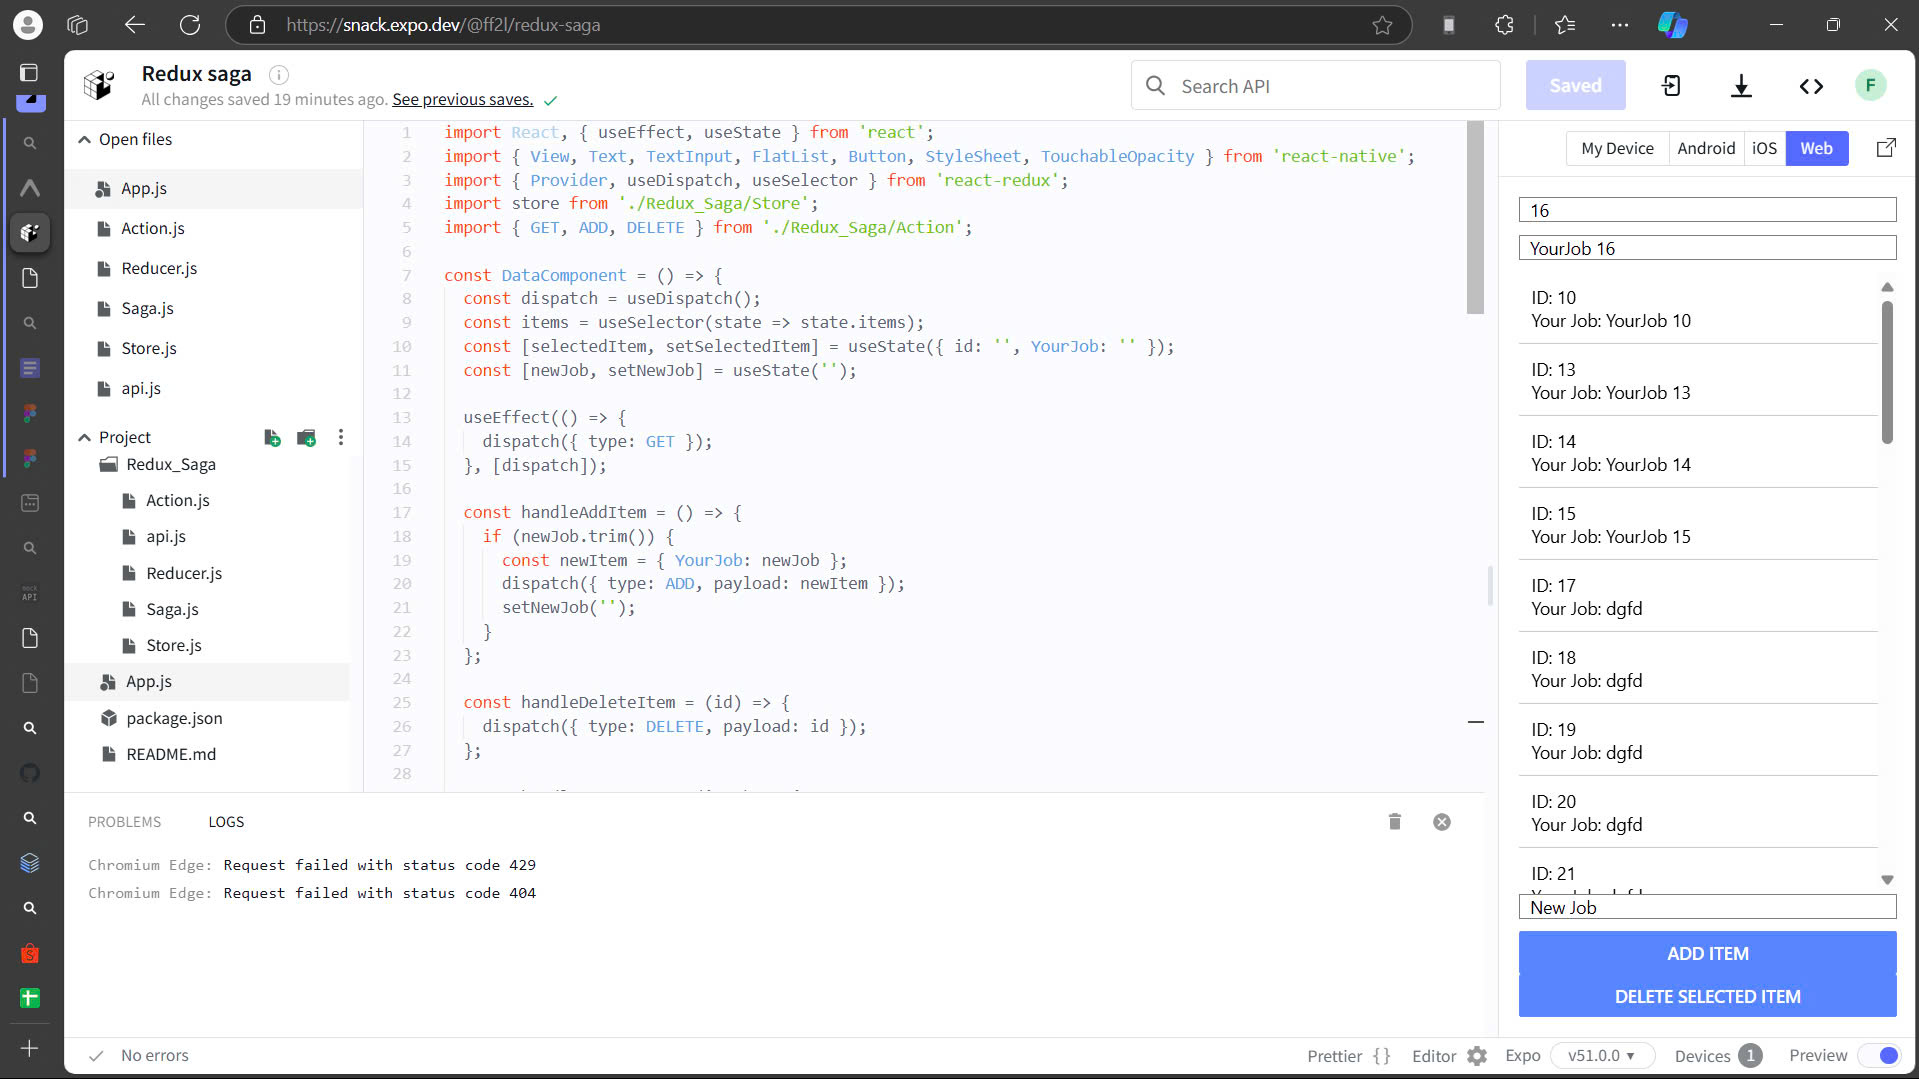 https://snack.expo.dev/@ff2l/redux-saga
Redux saga
All changes saved 19 minutes ago. See previous saves.
Search API
Saved
F
Open files
App.js
Action.js
Reducer.js
Saga.js
Store.js
api.js
Project
Redux_Saga
Action.js
api.js
Reducer.js
Saga.js
Store.js
App.js
package.json
README.md
mock
API
1 import React, { useEffect, useState } from 'react';
2 import { View, Text, TextInput, FlatList, Button, StyleSheet, TouchableOpacity } from 'react-native';
3 import { Provider, useDispatch, useSelector } from 'react-redux';
4 import store from './Redux_Saga/Store';
5 import { GET, ADD, DELETE } from './Redux_Saga/Action';
6
7 const DataComponent = () => {
8 const dispatch = useDispatch();
9 const items = useSelector(state => state.items);
10 const [selectedItem, setSelectedItem] = useState({ id: '', YourJob: '' });
11 const [newJob, setNewJob] = useState('');
12
13 useEffect(() => {
14 dispatch({ type: GET });
15 }, [dispatch]);
16
17 const handleAddItem = () => {
18 if (newJob.trim()) {
19 const newItem = { YourJob: newJob };
20 dispatch({ type: ADD, payload: newItem });
21 setNewJob('');
22 }
23 };
24
25 const handleDeleteItem = (id) => {
26 dispatch({ type: DELETE, payload: id });
27 };
28
PROBLEMS LOGS
Chromium Edge: Request failed with status code 429
Chromium Edge: Request failed with status code 404
My Device Android iOS Web
16
YourJob 16
ID: 10
Your Job: YourJob 10
ID: 13
Your Job: YourJob 13
ID: 14
Your Job: YourJob 14
ID: 15
Your Job: YourJob 15
ID: 17
Your Job: dgfd
ID: 18
Your Job: dgfd
ID: 19
Your Job: dgfd
ID: 20
Your Job: dgfd
ID: 21
New Job
ADD ITEM
DELETE SELECTED ITEM
No errors
Prettier {} Editor Expo v51.0.0 Devices 1 Preview